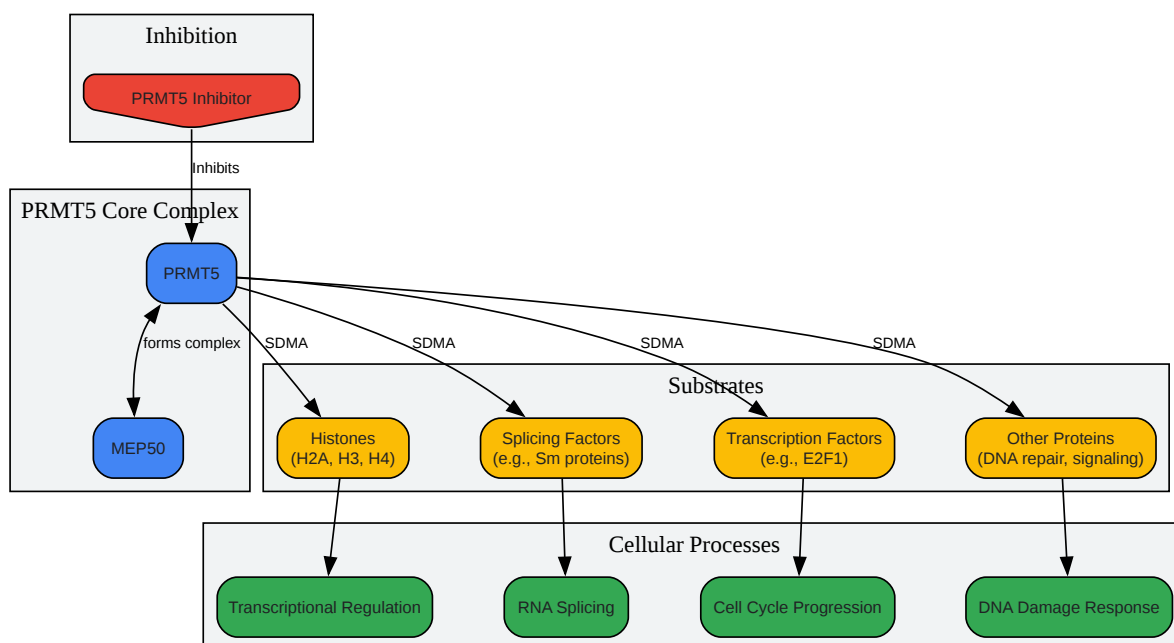 Inhibition
PRMT5 Inhibitor
Inhibits
PRMT5 Core Complex
PRMT5
forms complex
SDMA
SDMA
SDMA
SDMA
MEP50
Substrates
Histones
(H2A, H3, H4)
Splicing Factors
(e.g., Sm proteins)
Transcription Factors
(e.g., E2F1)
Other Proteins
(DNA repair, signaling)
Cellular Processes
Transcriptional Regulation
RNA Splicing
Cell Cycle Progression
DNA Damage Response